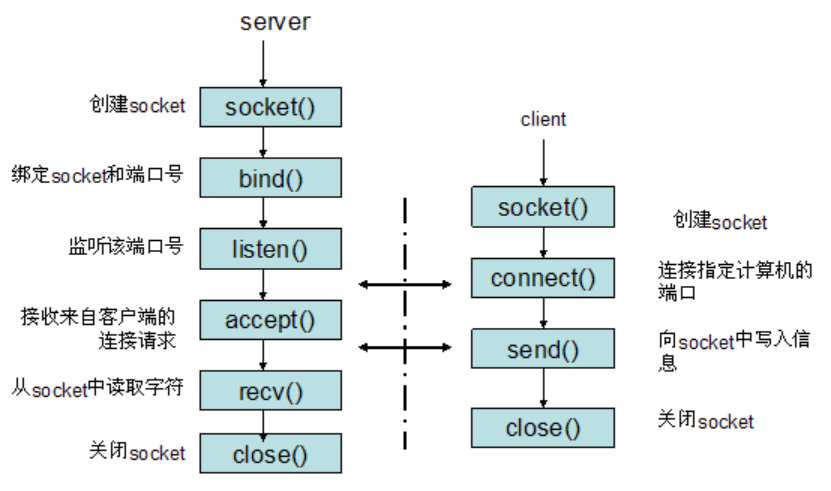 server
创建socket
socket()
绑定socket和端口号
bind()
监听该端口号
listen()
接收来自客户端的
连接请求
accept()
从socket中读取字符
recv()
关闭socket
close()
client
socket()
创建socket
connect()
连接指定计算机的
端口
send()
向socket中写入信
息
close()
关闭socket